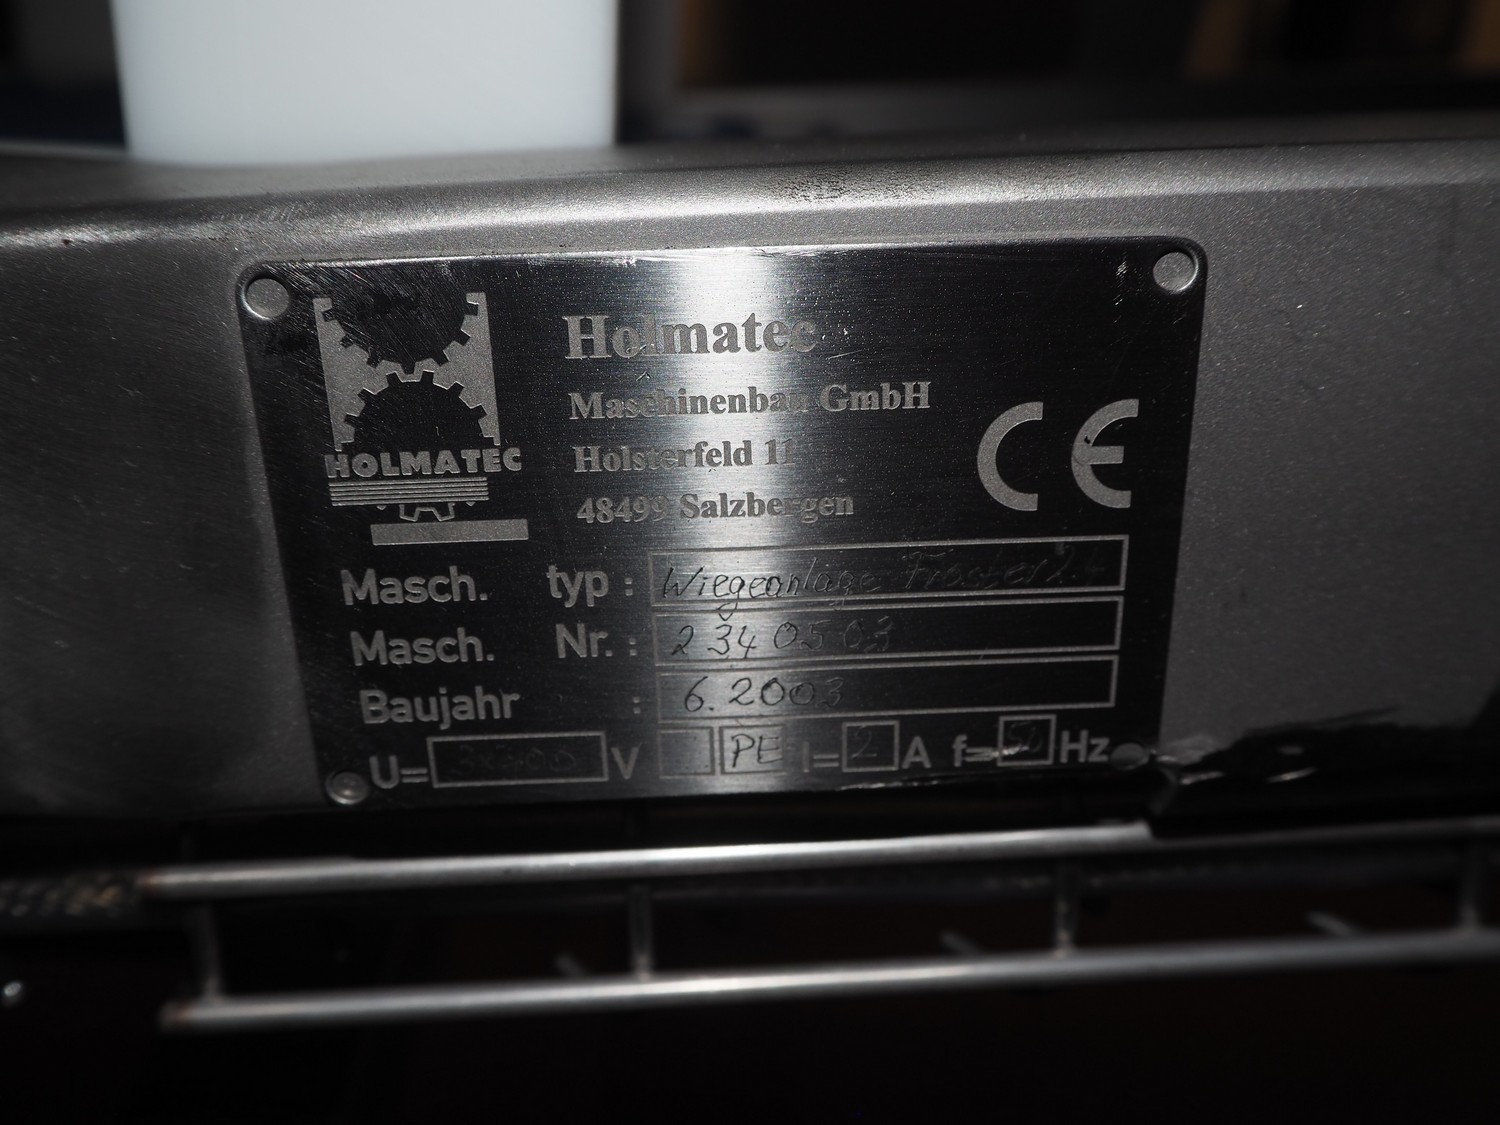 HOLMATEC
Holmatec
Maschinenbau GmbH
Holsterfeld 11
48499 Salzbergen
CE
Masch. typ : Wiegeanlage
Masch. Nr. : 2340503
Baujahr : 6.2003
U= V PE I= 2 A f= 50 Hz